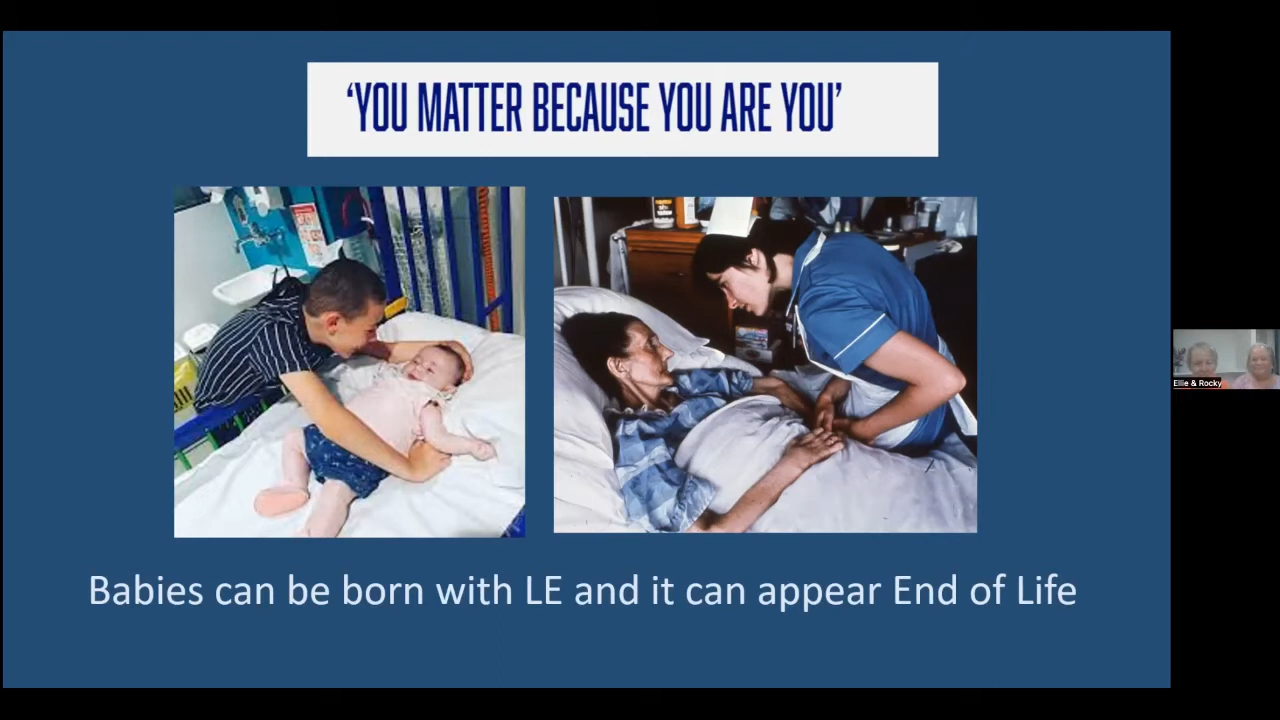 ‘YOU MATTER BECAUSE YOU ARE YOU’
Babies can be born with LE and it can appear End of Life
Ellie & Rocky